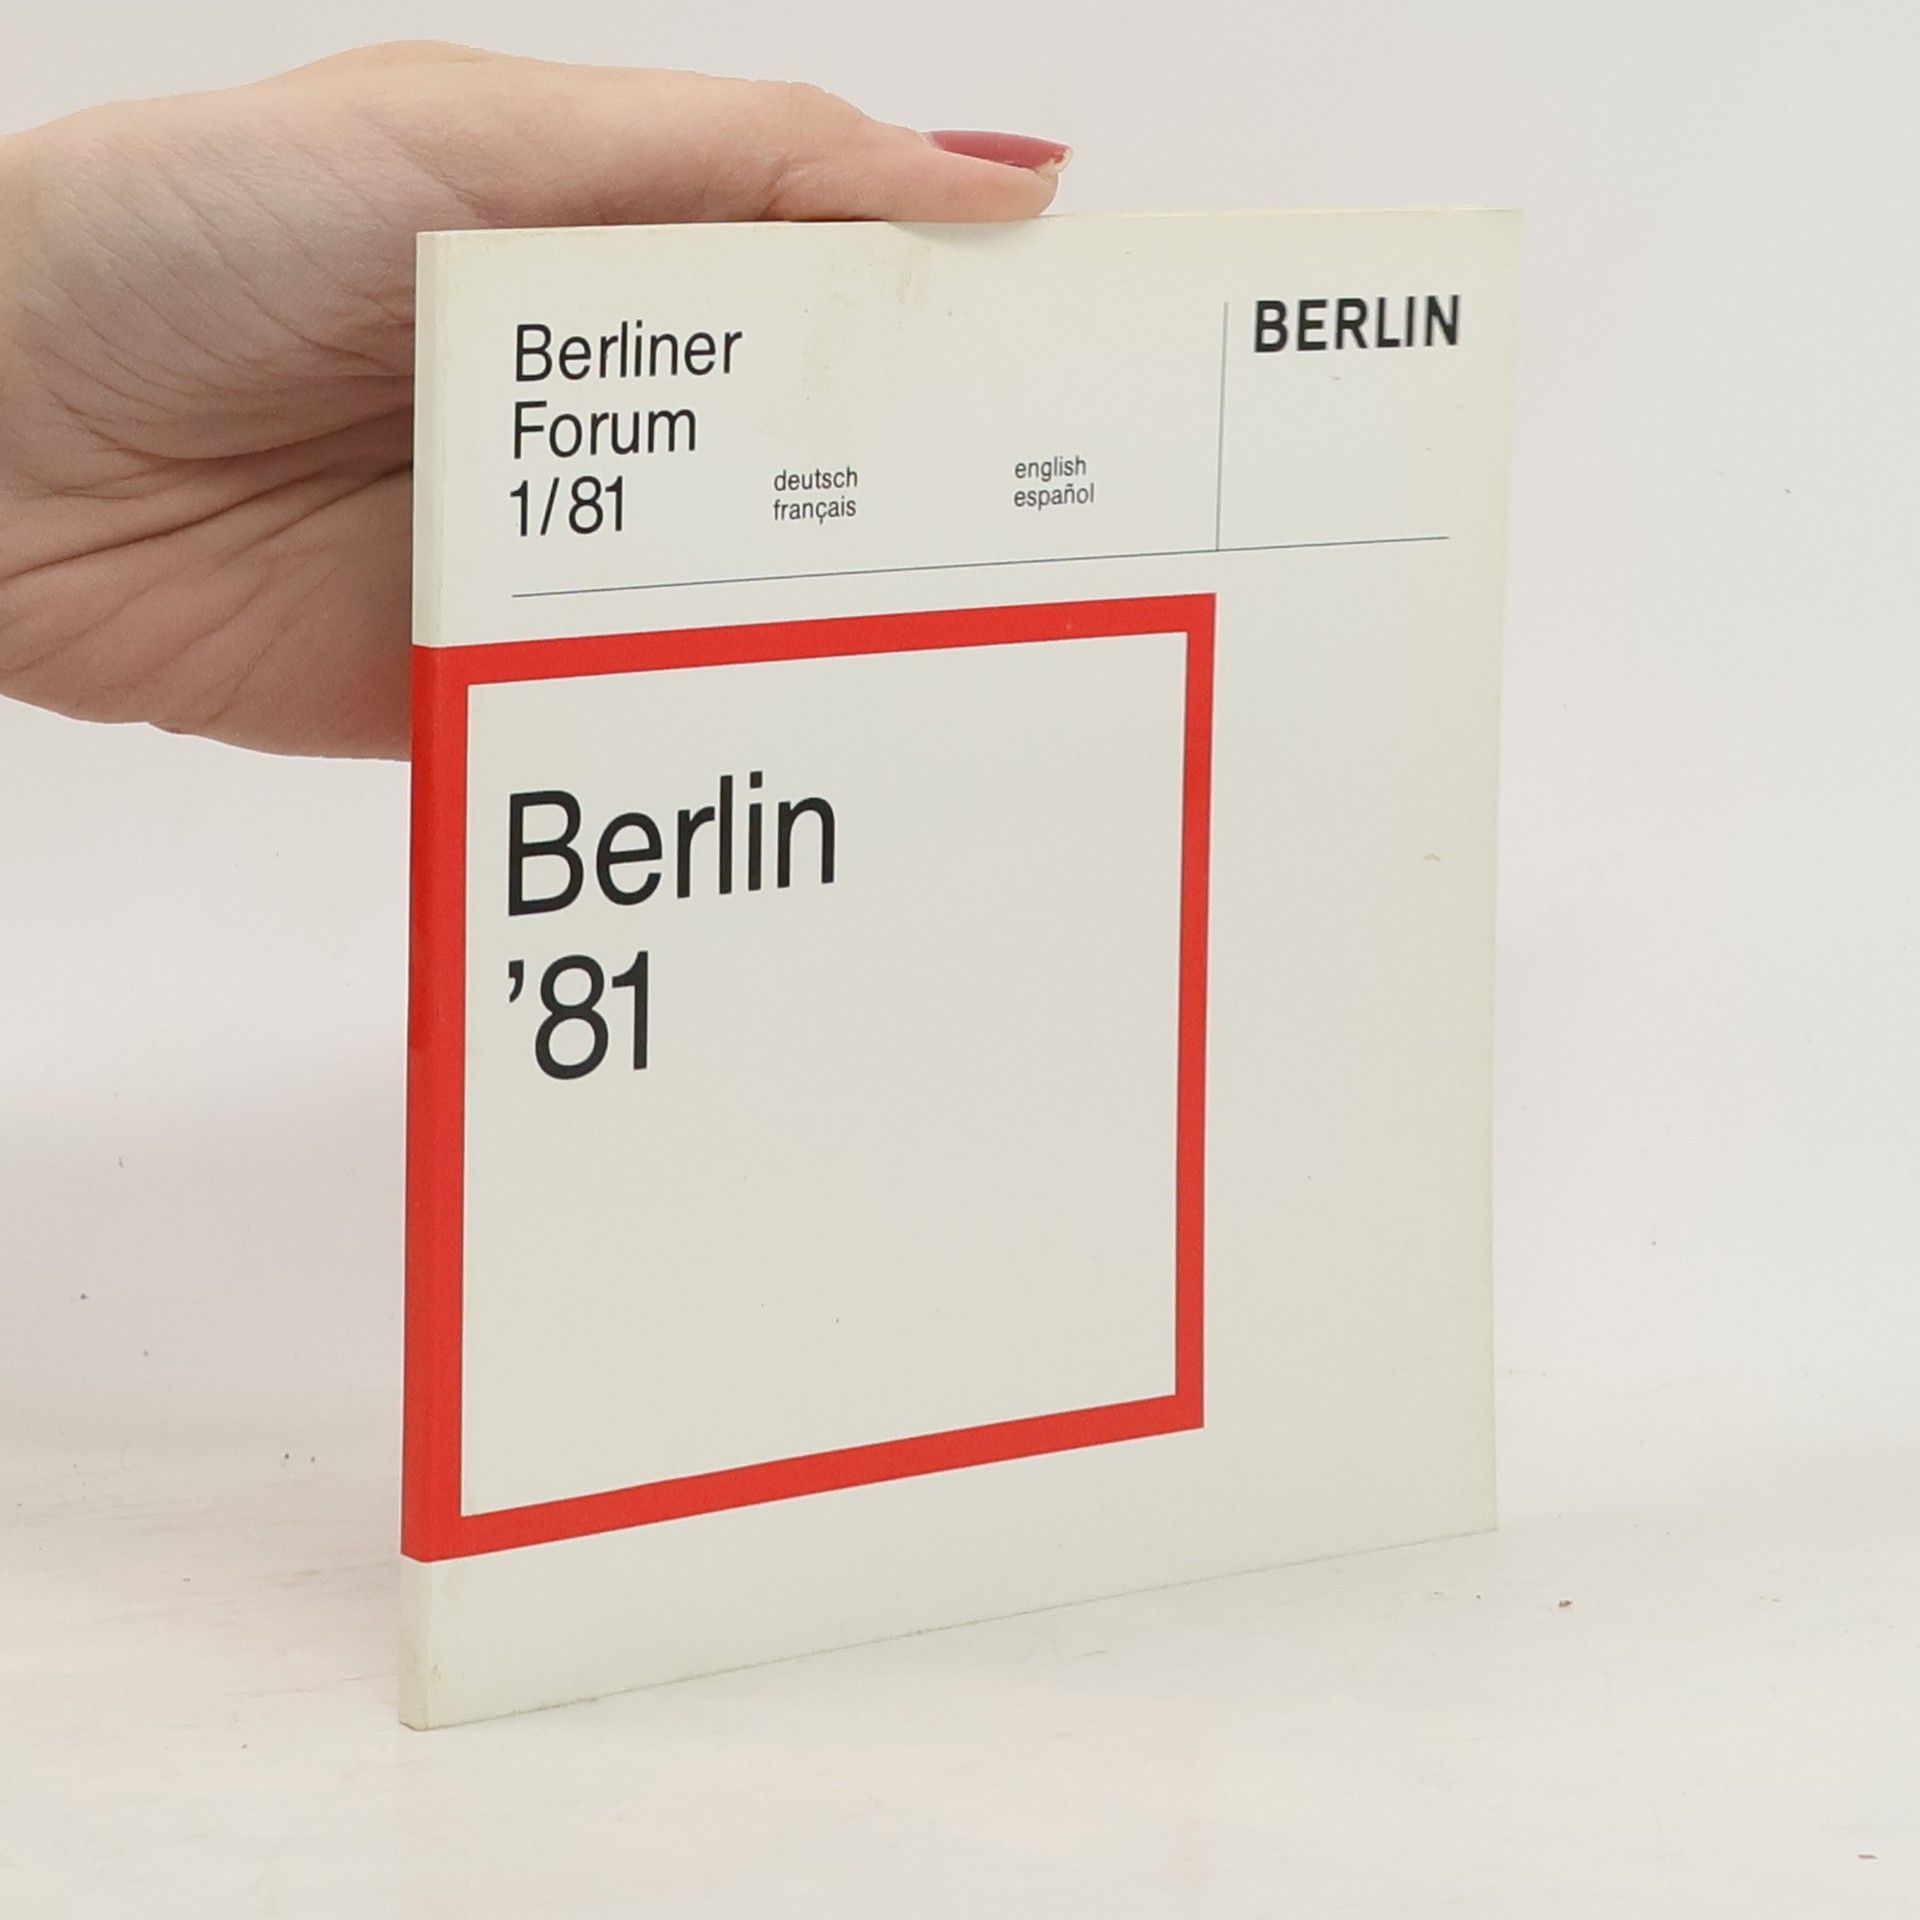 Berliner
Forum
1/81
deutsch
français
english
español
BERLIN
Berlin
’81